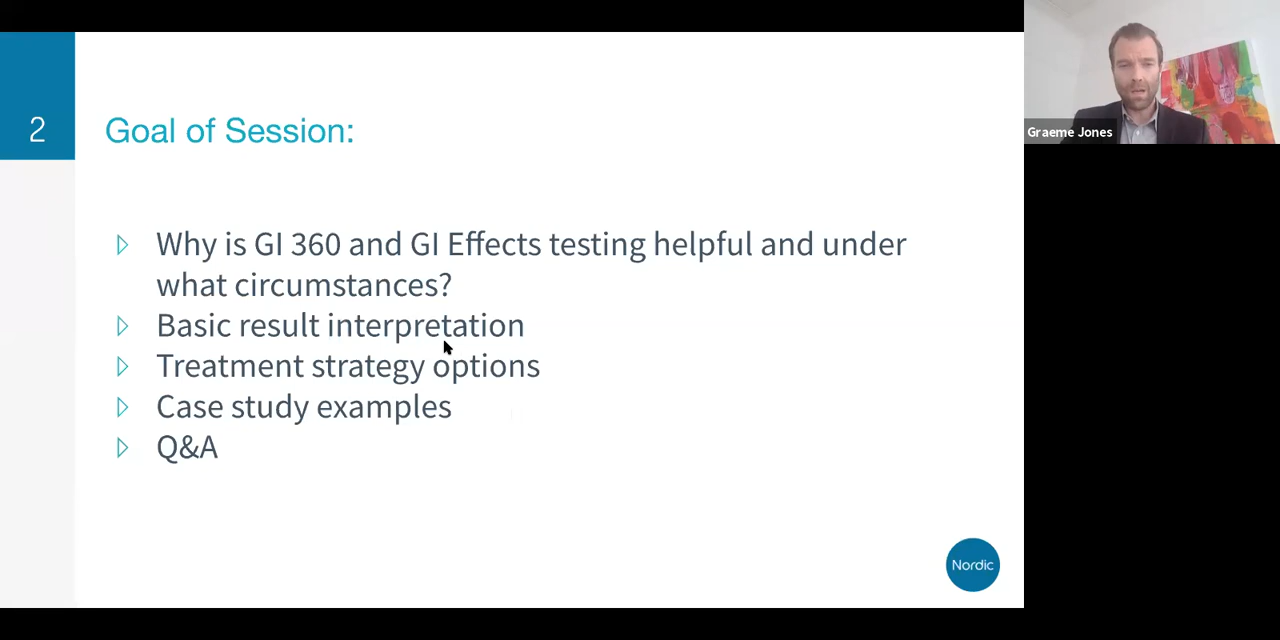 2
Goal of Session:
Why is GI 360 and GI Effects testing helpful and under
what circumstances?
Basic result interpretation
Treatment strategy options
Case study examples
Q&A
Nordic
Graeme Jones